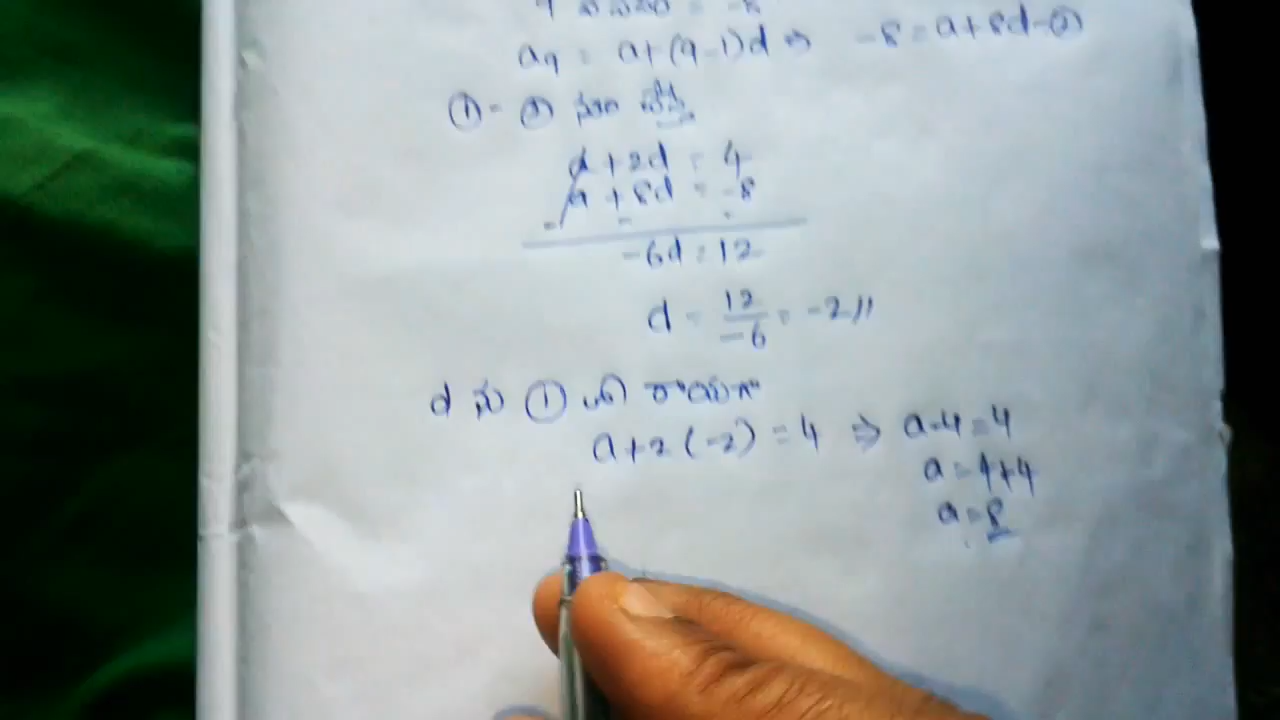 a₉ = a+(9-1)d ⇒ -8 = a+8d-②
①-② నుం
a+2d = 4
a+8d = -8
- - -
-6d = 12
d = 12/-6 = -2//
d ను ① లో రాయగా
a+2(-2) = 4 ⇒ a-4=4
a=4+4
a=8